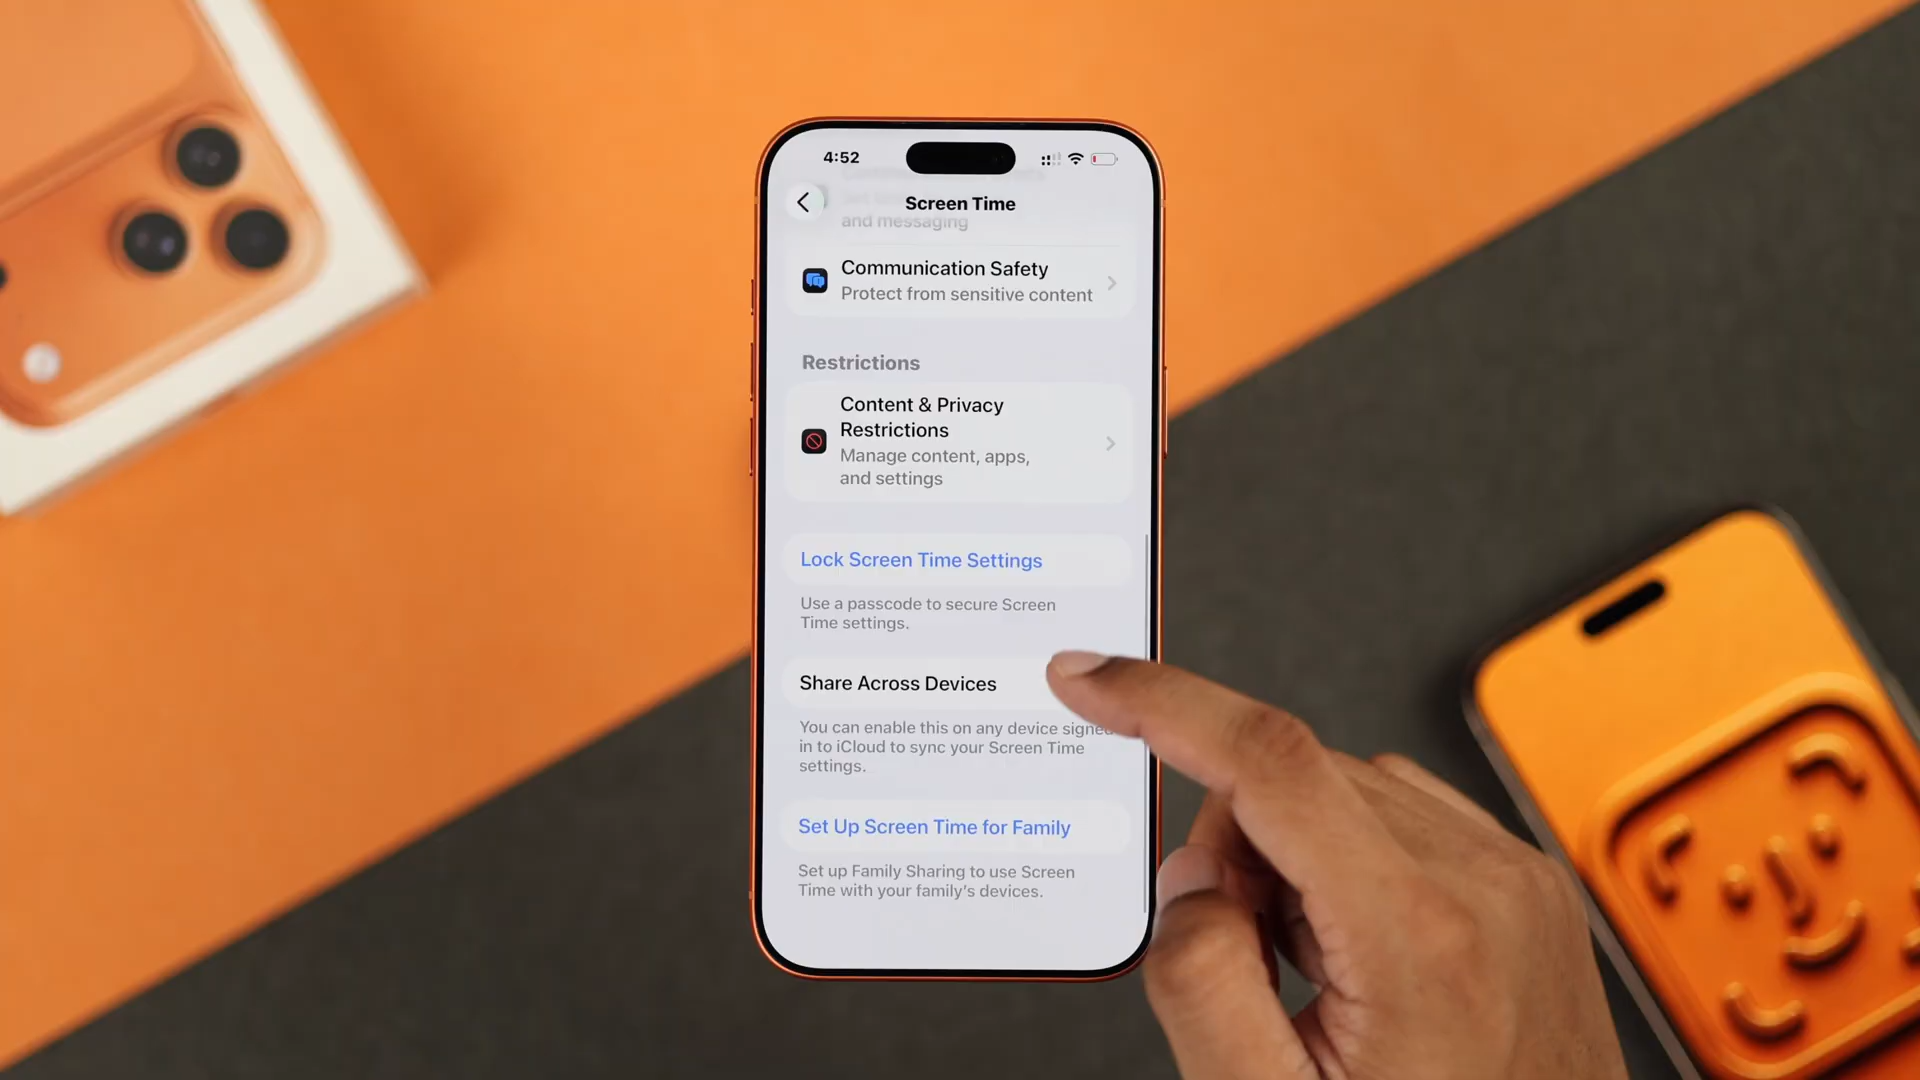 4:52
Screen Time
and messaging
Communication Safety
Protect from sensitive content
Restrictions
Content & Privacy
Restrictions
Manage content, apps,
and settings
Lock Screen Time Settings
Use a passcode to secure Screen
Time settings.
Share Across Devices
You can enable this on any device signed
in to iCloud to sync your Screen Time
settings.
Set Up Screen Time for Family
Set up Family Sharing to use Screen
Time with your family's devices.